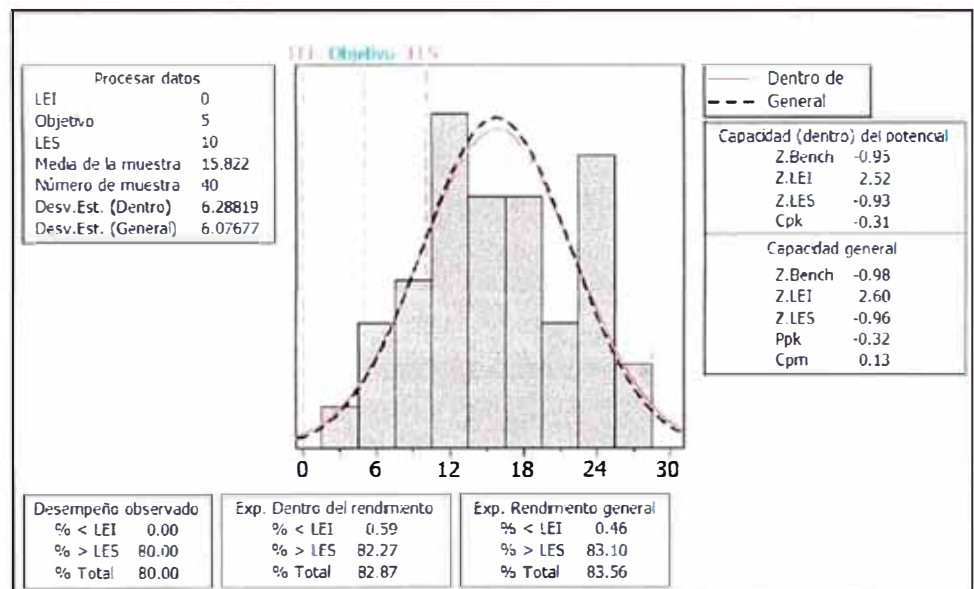 LEI Objetivo LES
Procesar datos
LEI 0
Objetivo 5
LES 10
Media de la muestra 15.822
Número de muestra 40
Desv.Est. (Dentro) 6.28819
Desv.Est. (General) 6.07677
Dentro de
General
Capacidad (dentro) del potencial
Z.Bench -0.95
Z.LEI 2.52
Z.LES -0.93
Cpk -0.31
Capacidad general
Z.Bench -0.98
Z.LEI 2.60
Z.LES -0.96
Ppk -0.32
Cpm 0.13
0 6 12 18 24 30
Desempeño observado
% < LEI 0.00
% > LES 80.00
% Total 80.00
Exp. Dentro del rendimiento
% < LEI 0.59
% > LES 82.27
% Total 82.87
Exp. Rendimiento general
% < LEI 0.46
% > LES 83.10
% Total 83.56